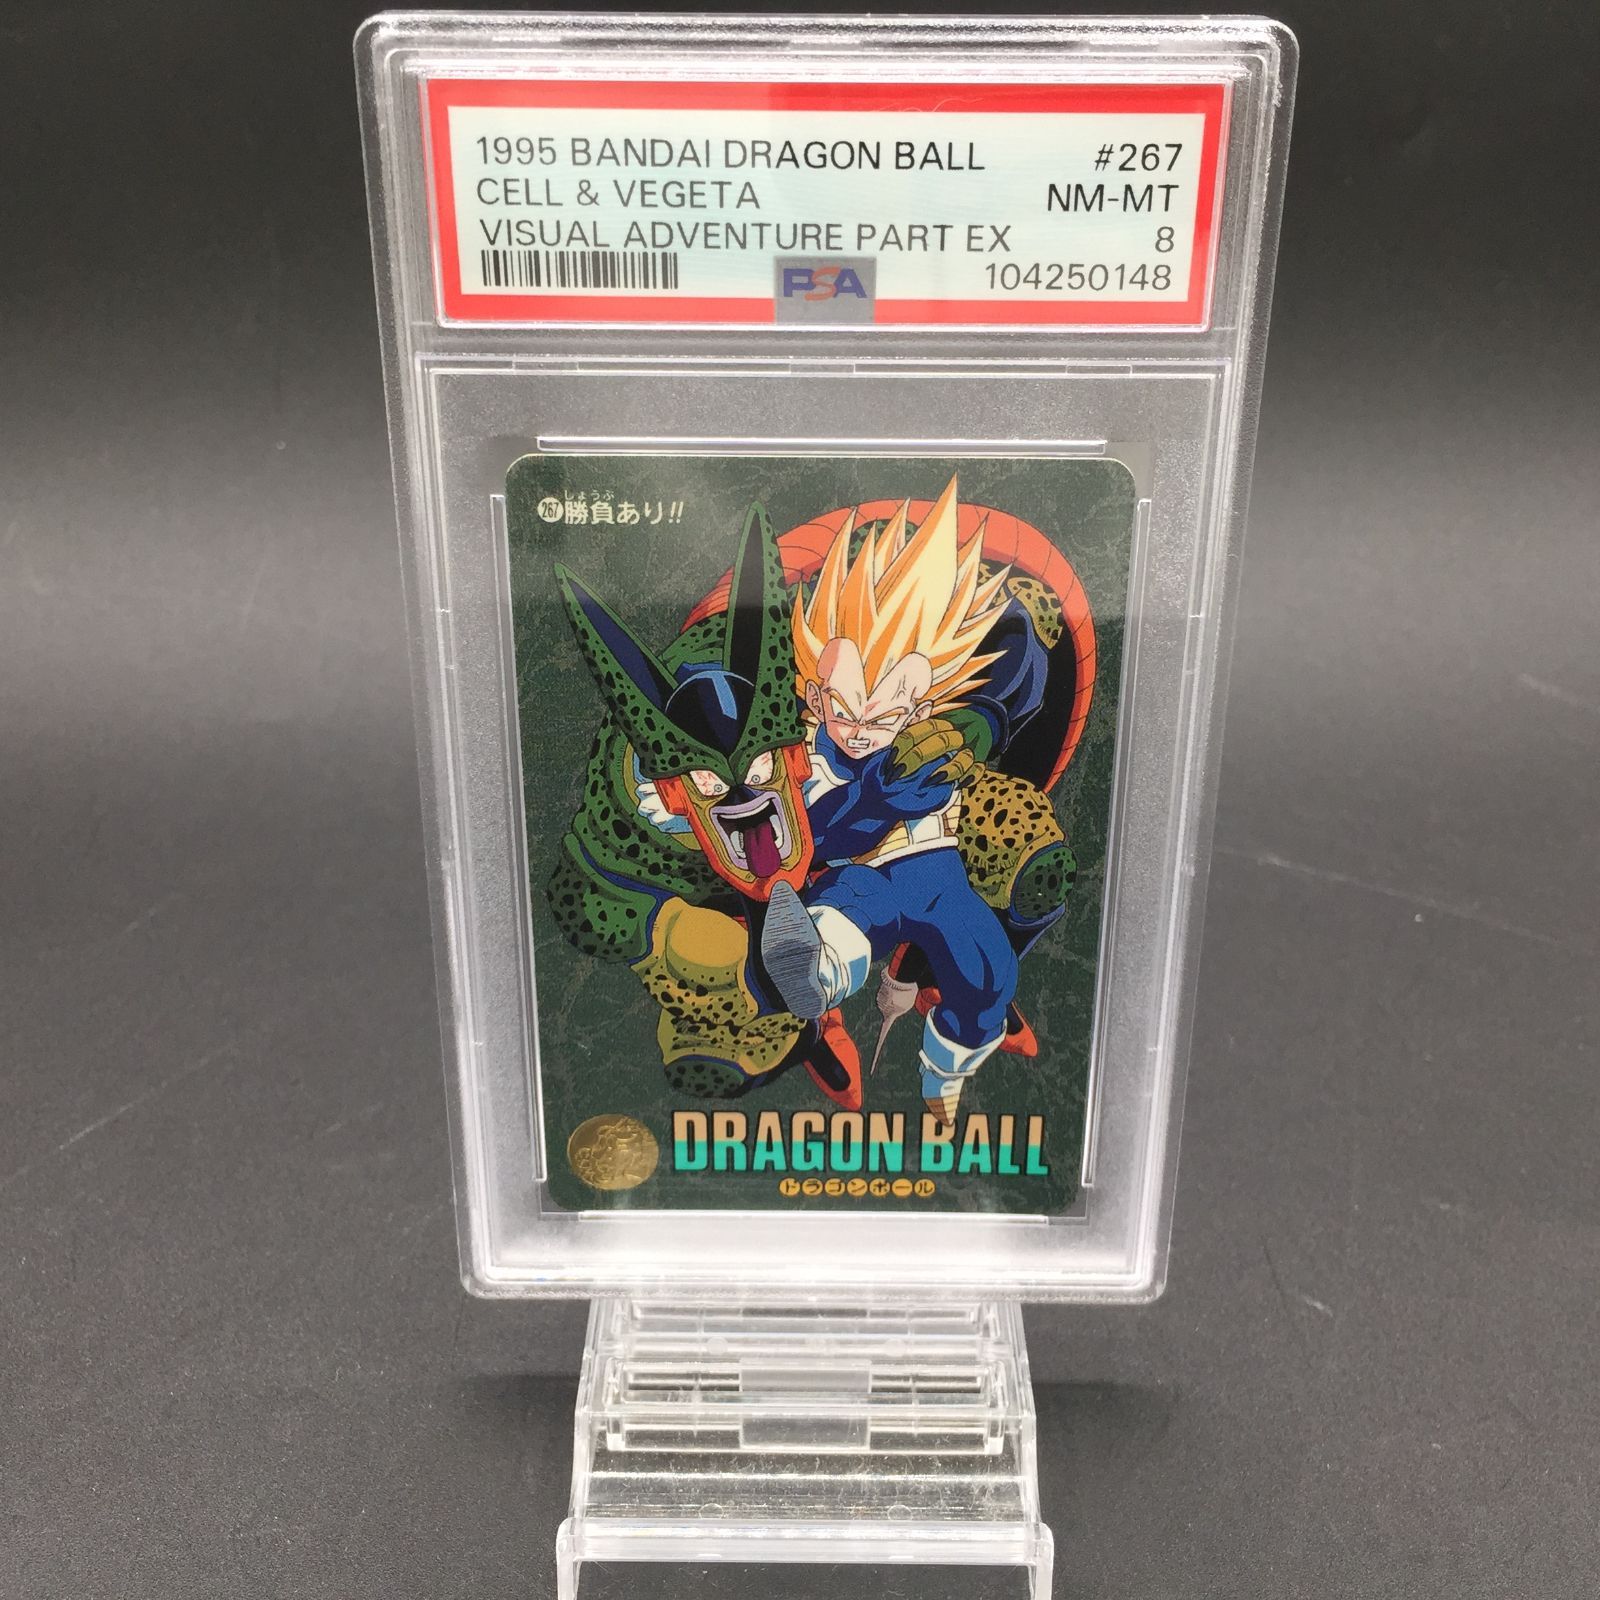 1995 BANDAI DRAGON BALL #267
CELL & VEGETA NM-MT
VISUAL ADVENTURE PART EX 8
PSA 104250148
しょうぶ
267 勝負あり!!
DRAGON BALL
ドラゴンボール